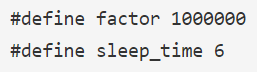 #define factor 1000000
#define sleep_time 6